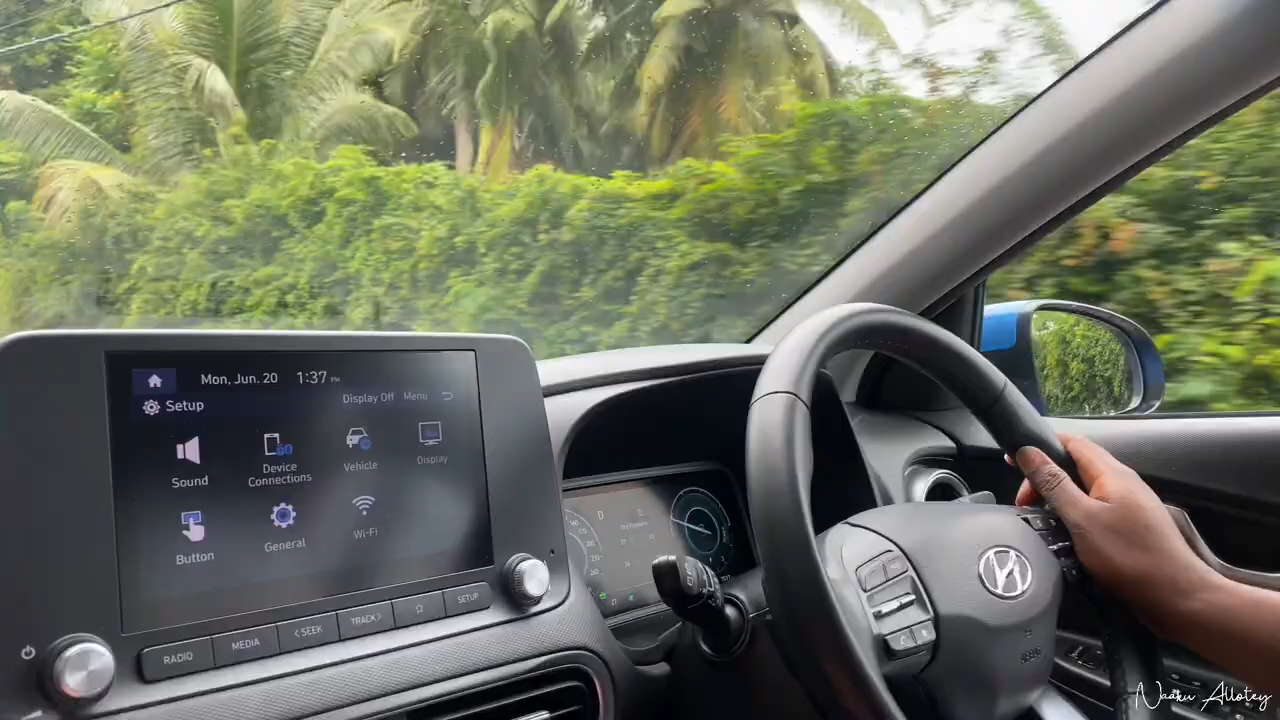 Mon, Jun. 20 1:37 PM
Setup
Display Off Menu
Sound
Device Connections
Vehicle
Display
Button
General
Wi-Fi
RADIO
MEDIA
< SEEK
TRACK >
SETUP
D
Naaku Allotey